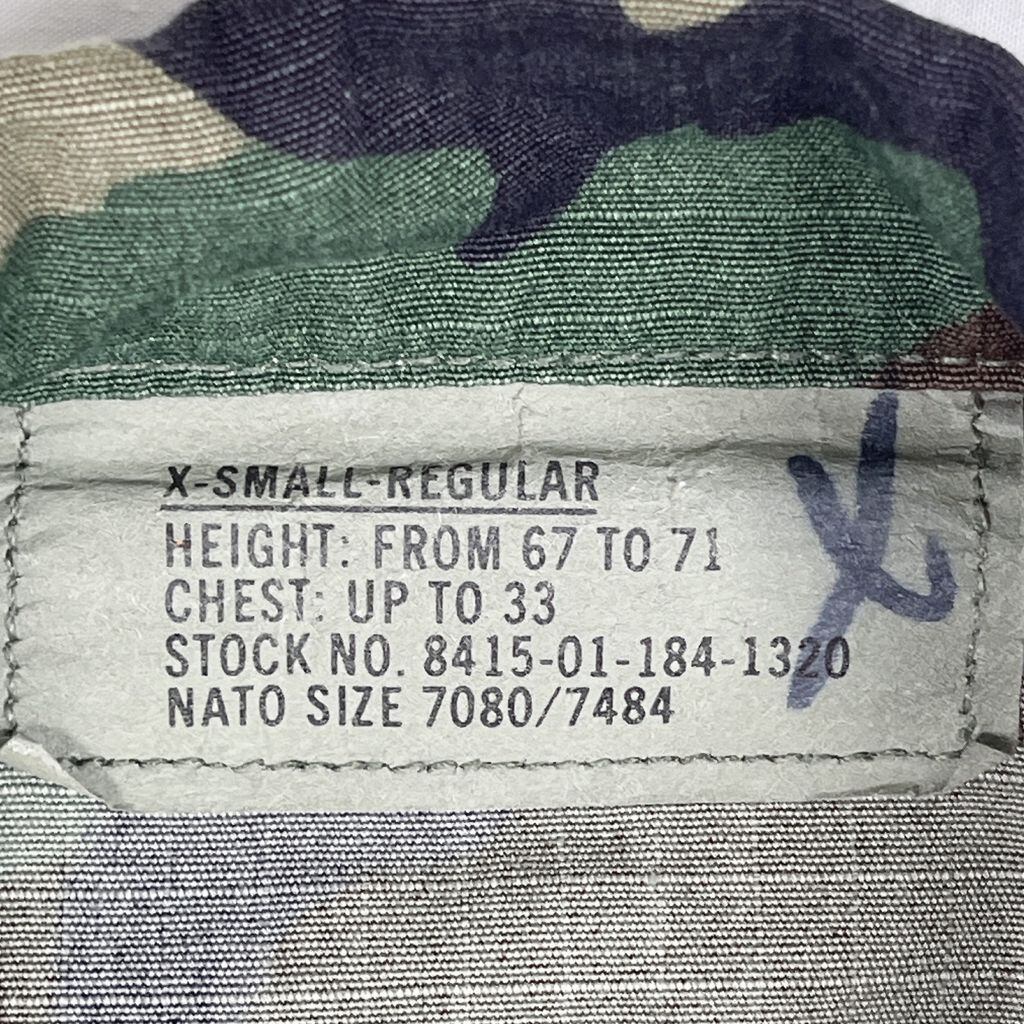 X-SMALL-REGULAR
HEIGHT: FROM 67 TO 71
CHEST: UP TO 33
STOCK NO. 8415-01-184-1320
NATO SIZE 7080/7484
X